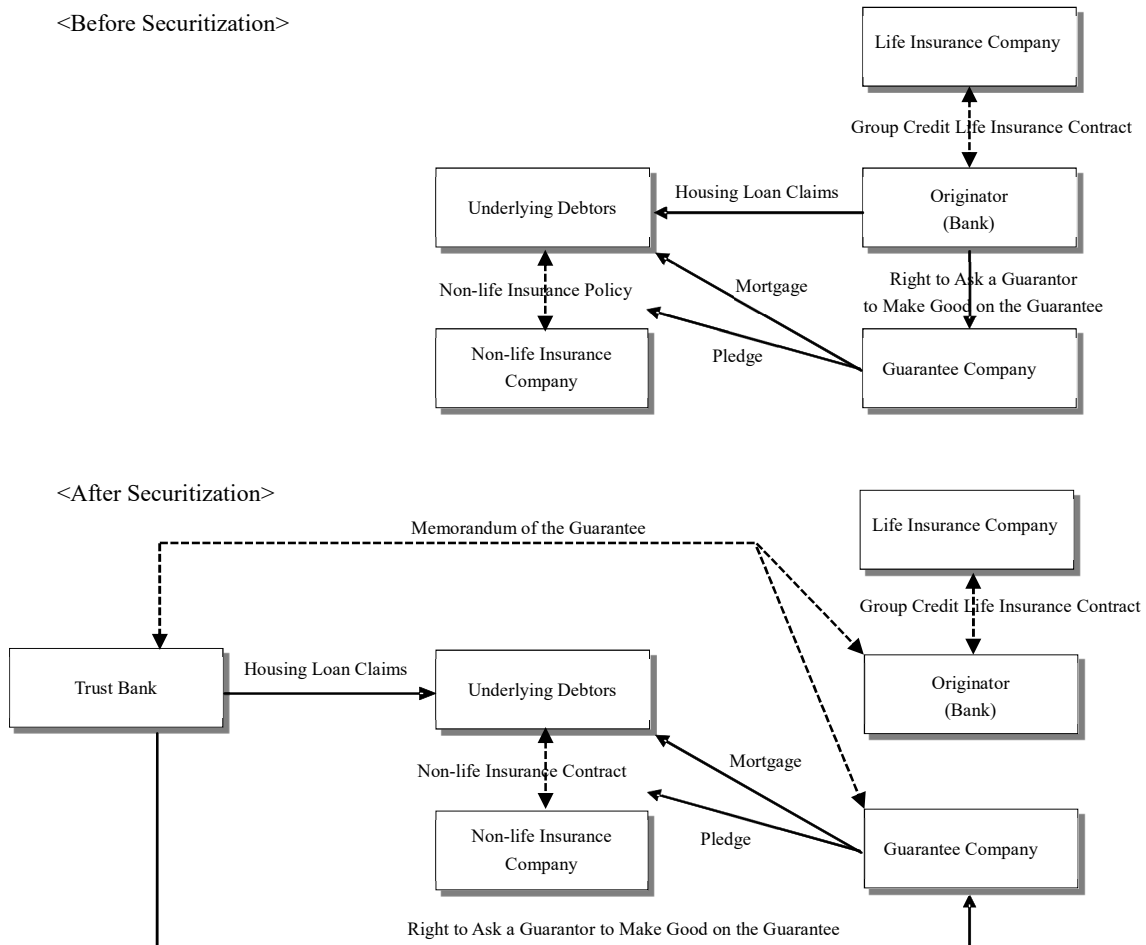 <Before Securitization>
Life Insurance Company
Group Credit Life Insurance Contract
Underlying Debtors
Housing Loan Claims
Originator
(Bank)
Non-life Insurance Policy
Mortgage
Right to Ask a Guarantor
to Make Good on the Guarantee
Non-life Insurance
Company
Pledge
Guarantee Company
<After Securitization>
Memorandum of the Guarantee
Life Insurance Company
Group Credit Life Insurance Contract
Trust Bank
Housing Loan Claims
Underlying Debtors
Originator
(Bank)
Non-life Insurance Contract
Mortgage
Non-life Insurance
Company
Pledge
Guarantee Company
Right to Ask a Guarantor to Make Good on the Guarantee